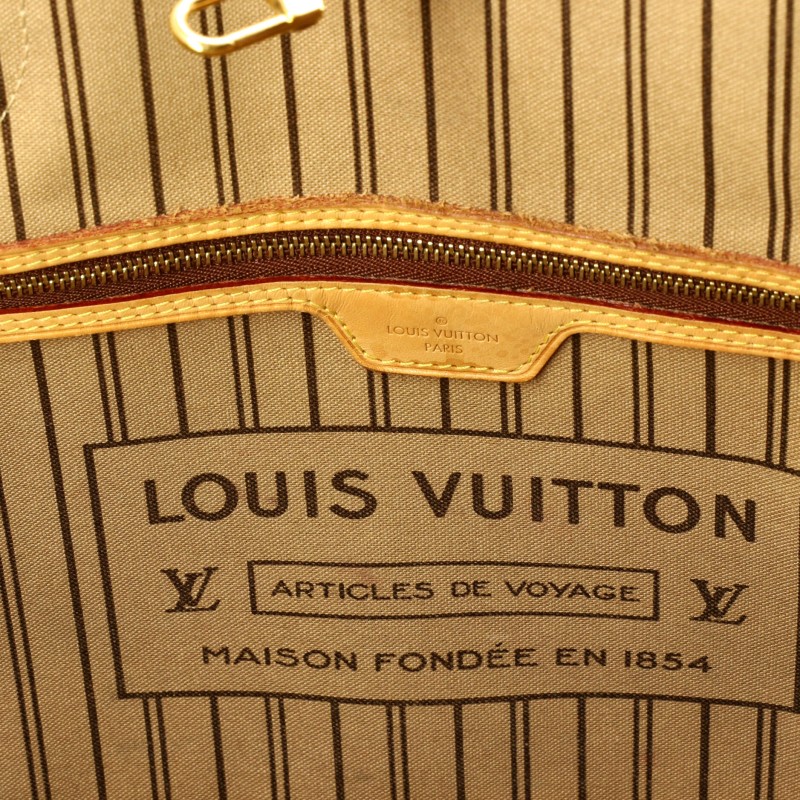 ®
LOUIS VUITTON
PARIS
LOUIS VUITTON
LV ARTICLES DE VOYAGE LV
MAISON FONDÉE EN 1854